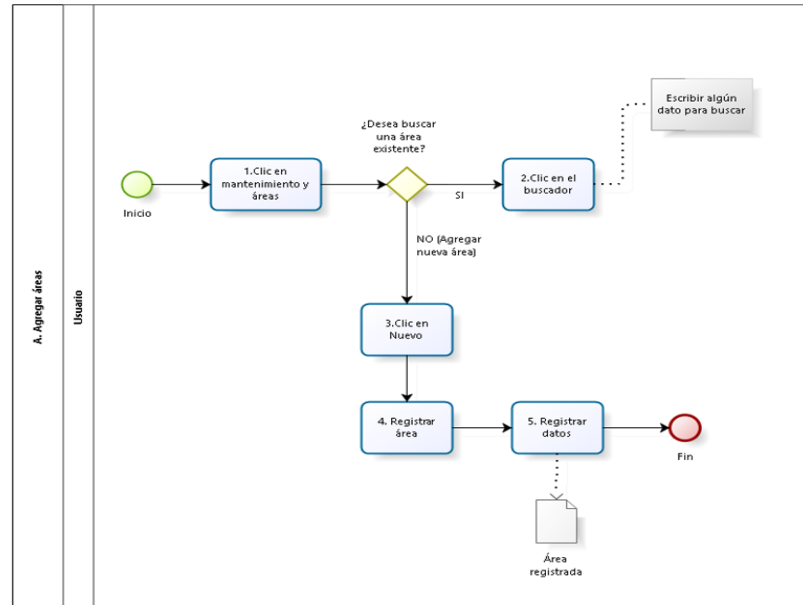 A. Agregar áreas
Usuario
Inicio
1.Clic en
mantenimiento y
áreas
¿Desea buscar
una área
existente?
SI
2.Clic en el
buscador
Escribir algún
dato para buscar
NO (Agregar
nueva área)
3.Clic en
Nuevo
4. Registrar
área
5. Registrar
datos
Fin
Área
registrada